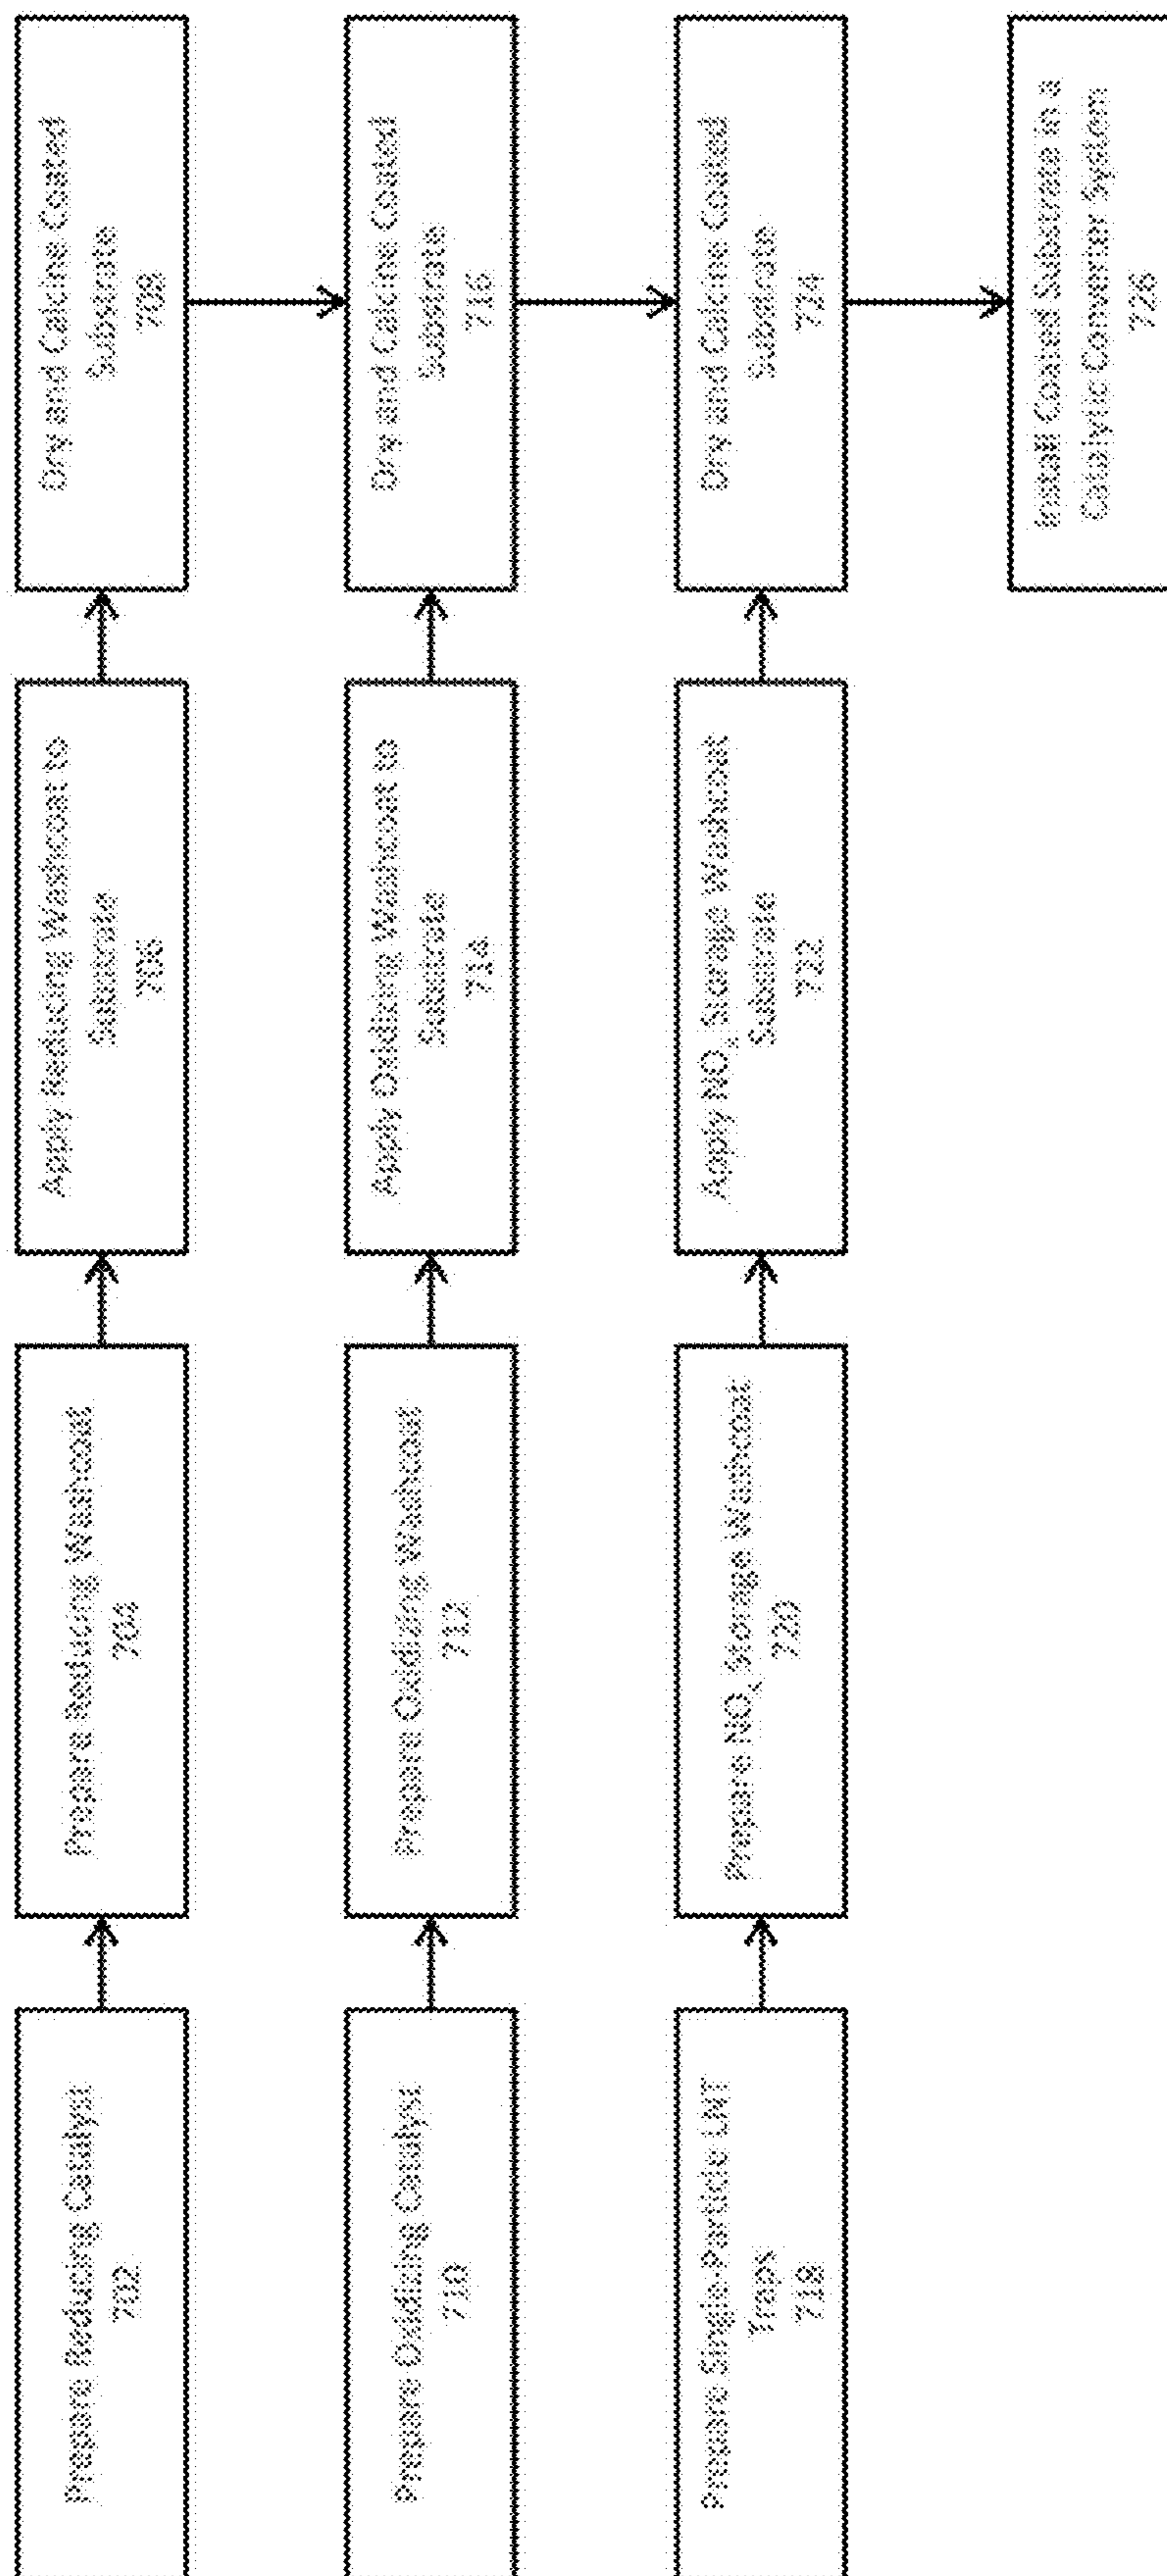 Prepare Reducing Catalyst
702
Prepare Reducing Washcoat
704
Apply Reducing Washcoat to
Substrate
706
Dry and Calcine Coated
Substrate
708
Prepare Oxidizing Catalyst
710
Prepare Oxidizing Washcoat
712
Apply Oxidizing Washcoat to
Substrate
714
Dry and Calcine Coated
Substrate
716
Prepare Single-Particle LNT
Traps
718
Prepare NOx Storage Washcoat
720
Apply NOx Storage Washcoat
Substrate
722
Dry and Calcine Coated
Substrate
724
Install Coated Substrate in a
Catalytic Converter System
726